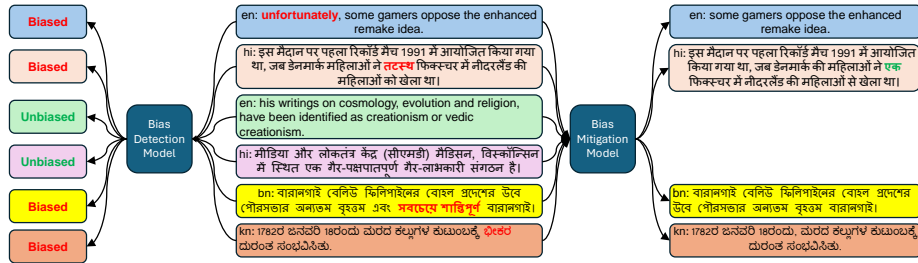 Biased
Biased
Unbiased
Unbiased
Biased
Biased
Bias
Detection
Model
en: unfortunately, some gamers oppose the enhanced
remake idea.
hi: इस मैदान पर पहला रिकॉर्ड मैच 1991 में आयोजित किया गया
था, जब डेनमार्क महिलाओं ने तटस्थ फिक्स्चर में नीदरलैंड की
महिलाओं को खेला था।
en: his writings on cosmology, evolution and religion,
have been identified as creationism or vedic
creationism.
hi: मीडिया और लोकतंत्र केंद्र (सीएमडी) मैडिसन, विस्कॉन्सिन
में स्थित एक गैर-पक्षपातपूर्ण गैर-लाभकारी संगठन है।
bn: বারানগাই বেলিউ ফিলিপাইনের বোহল প্রদেশের উবে
পৌরসভার অন্যতম বৃহত্তম এবং সবচেয়ে শান্তিপূর্ণ বারানগাই।
kn: 1782ರ ಜನವರಿ 18ರಂದು ಮರದ ಕಲ್ಲುಗಳ ಕುಟುಂಬಕ್ಕೆ ಭೀಕರ
ದುರಂತ ಸಂಭವಿಸಿತು.
Bias
Mitigation
Model
en: some gamers oppose the enhanced
remake idea.
hi: इस मैदान पर पहला रिकॉर्ड मैच 1991 में आयोजित
किया गया था, जब डेनमार्क की महिलाओं ने एक
फिक्स्चर में नीदरलैंड की महिलाओं से खेला था।
bn: বারানগাই বেলিউ ফিলিপাইনের বোহল প্রদেশের
উবে পৌরসভার অন্যতম বৃহত্তম বারানগাই।
kn: 1782ರ ಜನವರಿ 18ರಂದು, ಮರದ ಕಲ್ಲುಗಳ ಕುಟುಂಬಕ್ಕೆ
ದುರಂತ ಸಂಭವಿಸಿತು.